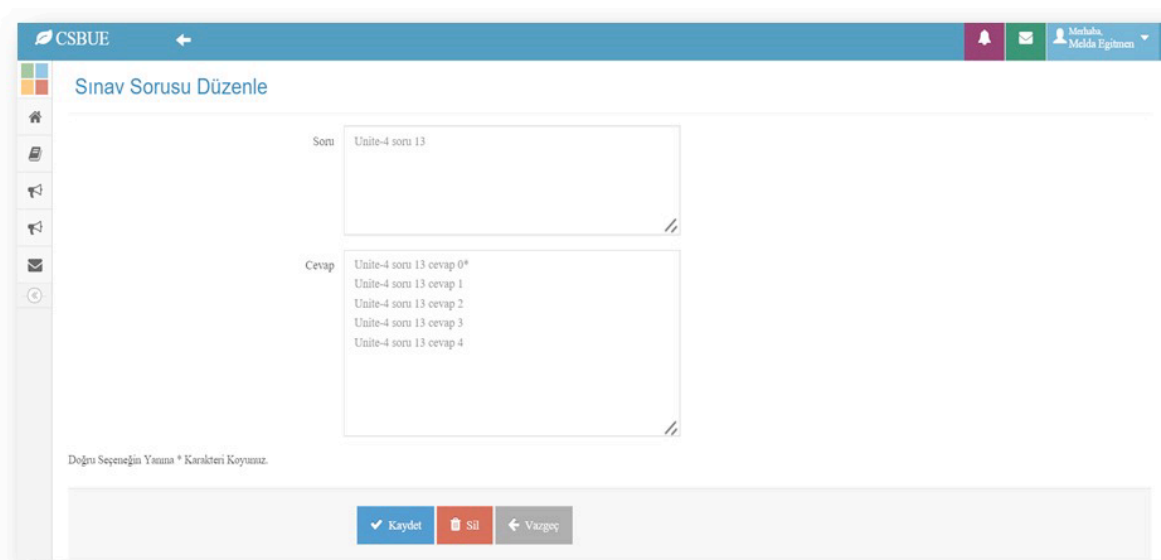 CSBUE
Merhaba,
Melda Egitmen
Sınav Sorusu Düzenle
Soru
Unite-4 soru 13
Cevap
Unite-4 soru 13 cevap 0*
Unite-4 soru 13 cevap 1
Unite-4 soru 13 cevap 2
Unite-4 soru 13 cevap 3
Unite-4 soru 13 cevap 4
Doğru Seçeneğin Yanına * Karakteri Koyunuz.
Kaydet
Sil
Vazgeç